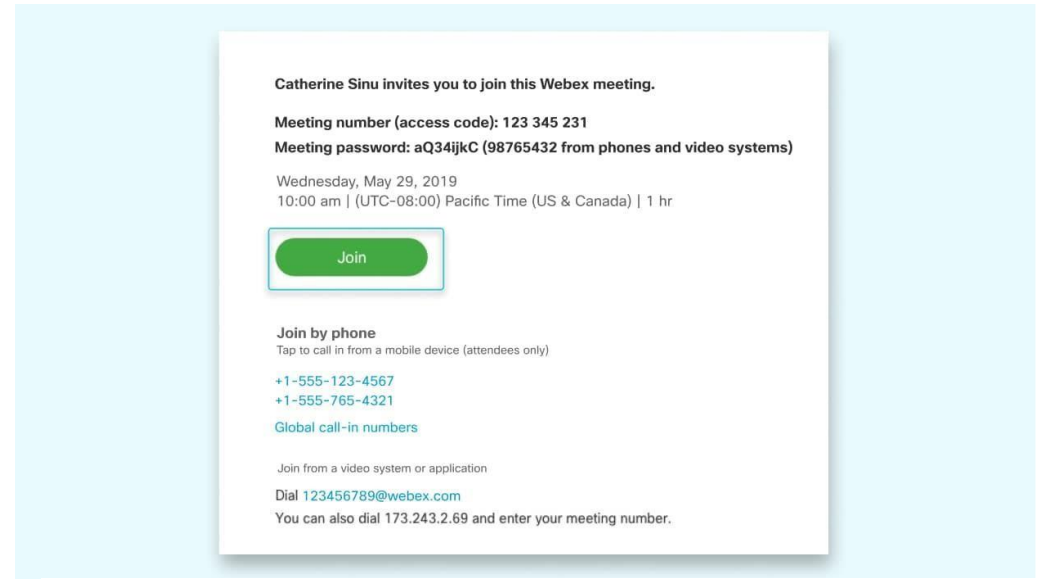 Catherine Sinu invites you to join this Webex meeting.
Meeting number (access code): 123 345 231
Meeting password: aQ34ijkC (98765432 from phones and video systems)
Wednesday, May 29, 2019
10:00 am | (UTC-08:00) Pacific Time (US & Canada) | 1 hr
Join
Join by phone
Tap to call in from a mobile device (attendees only)
+1-555-123-4567
+1-555-765-4321
Global call-in numbers
Join from a video system or application
Dial 123456789@webex.com
You can also dial 173.243.2.69 and enter your meeting number.